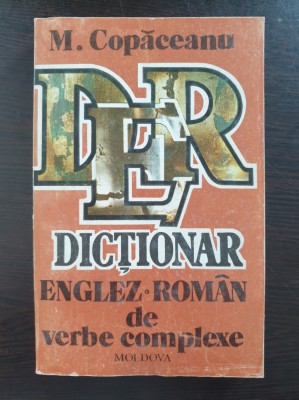 M. Copăceanu
DER
DICȚIONAR
ENGLEZ•ROMÂN
de
verbe complexe
MOLDOVA